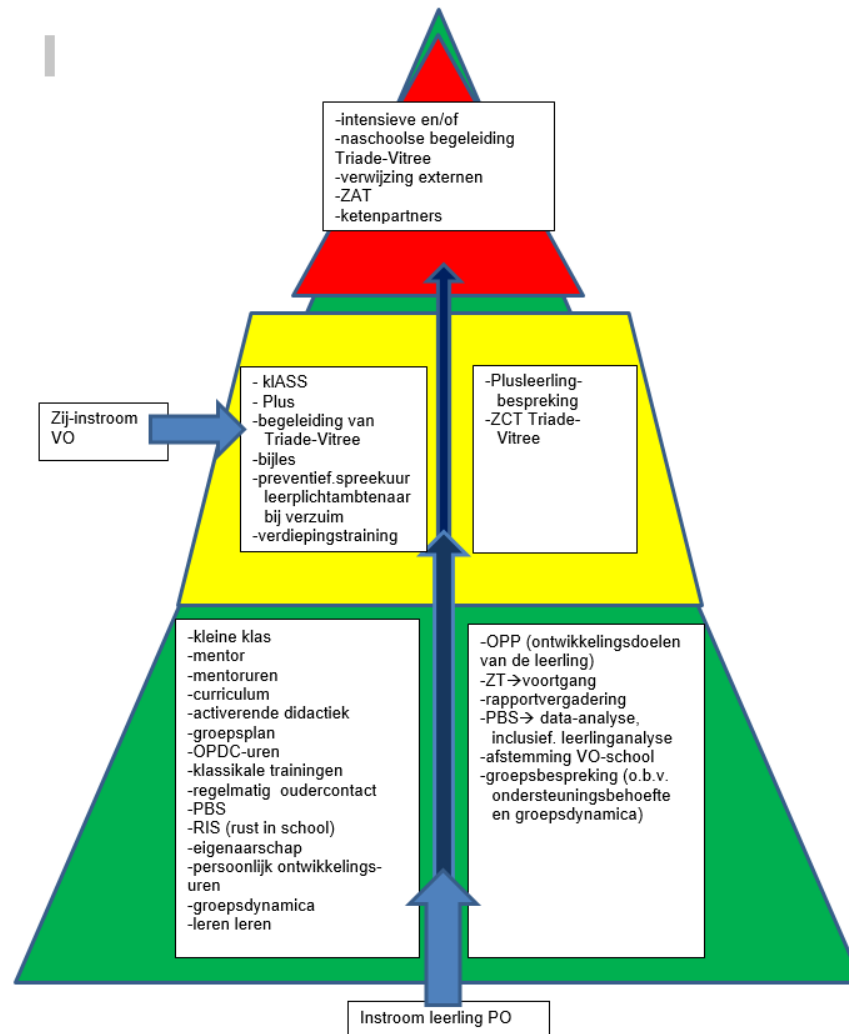 -intensieve en/of
-naschoolse begeleiding
Triade-Vitree
-verwijzing externen
-ZAT
-ketenpartners
Zij-instroom
VO
- klASS
- Plus
-begeleiding van
Triade-Vitree
-bijles
-preventief.spreekuur
leerplichtambtenaar
bij verzuim
-verdiepingstraining
-Plusleerling-
bespreking
-ZCT Triade-
Vitree
-kleine klas
-mentor
-mentoruren
-curriculum
-activerende didactiek
-groepsplan
-OPDC-uren
-klassikale trainingen
-regelmatig oudercontact
-PBS
-RIS (rust in school)
-eigenaarschap
-persoonlijk ontwikkelings-
uren
-groepsdynamica
-leren leren
-OPP (ontwikkelingsdoelen
van de leerling)
-ZT→voortgang
-rapportvergadering
-PBS→ data-analyse,
inclusief. leerlinganalyse
-afstemming VO-school
-groepsbespreking (o.b.v.
ondersteuningsbehoefte
en groepsdynamica)
Instroom leerling PO